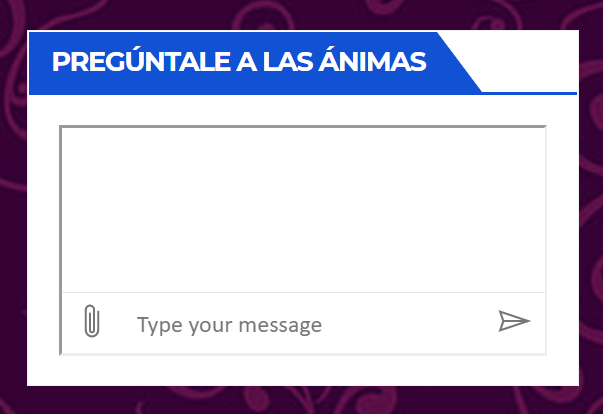 PREGÚNTALE A LAS ÁNIMAS
Type your message